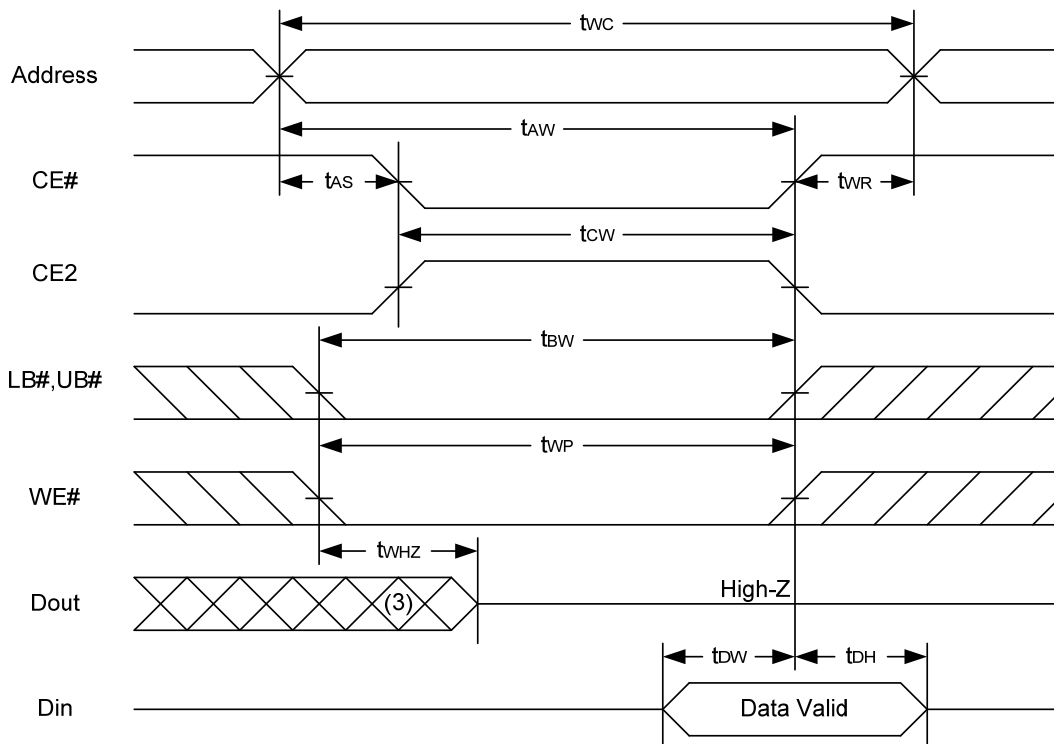 tWC
Address
tAW
CE#
tAS
tWR
tCW
CE2
tBW
LB#,UB#
tWP
WE#
tWHZ
Dout
(3)
High-Z
tDW
tDH
Din
Data Valid